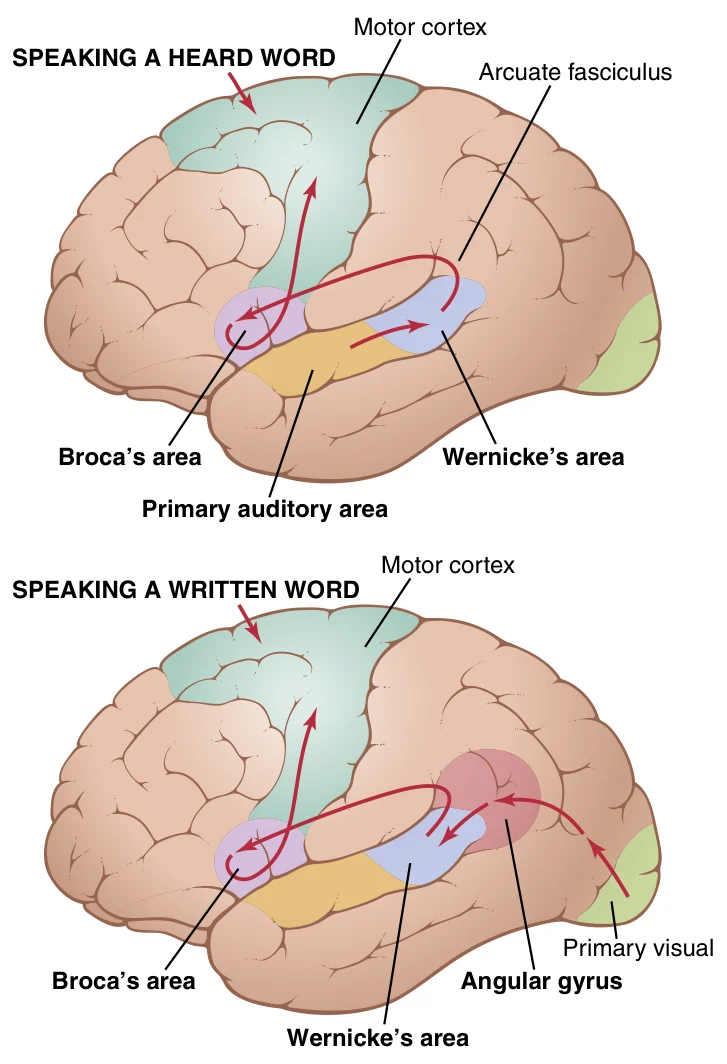 Motor cortex
SPEAKING A HEARD WORD
Arcuate fasciculus
Broca’s area
Wernicke’s area
Primary auditory area
Motor cortex
SPEAKING A WRITTEN WORD
Primary visual
Broca’s area
Angular gyrus
Wernicke’s area